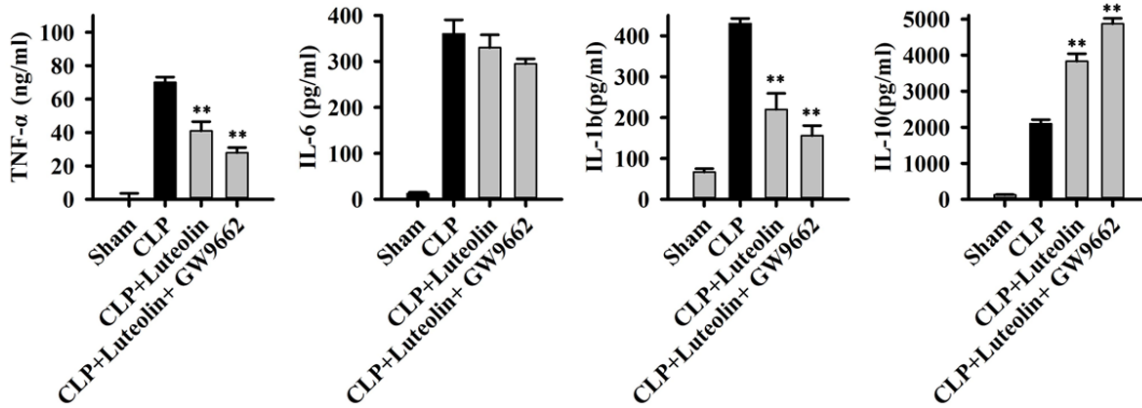 TNF-α (ng/ml)
100
80
60
40
20
0
**
**
Sham
CLP
CLP+Luteolin
CLP+Luteolin+ GW9662
IL-6 (pg/ml)
400
300
200
100
0
Sham
CLP
CLP+Luteolin
CLP+Luteolin+ GW9662
IL-1b(pg/ml)
400
300
200
100
0
**
**
Sham
CLP
CLP+Luteolin
CLP+Luteolin+ GW9662
IL-10(pg/ml)
5000
4000
3000
2000
1000
0
**
**
Sham
CLP
CLP+Luteolin
CLP+Luteolin+ GW9662